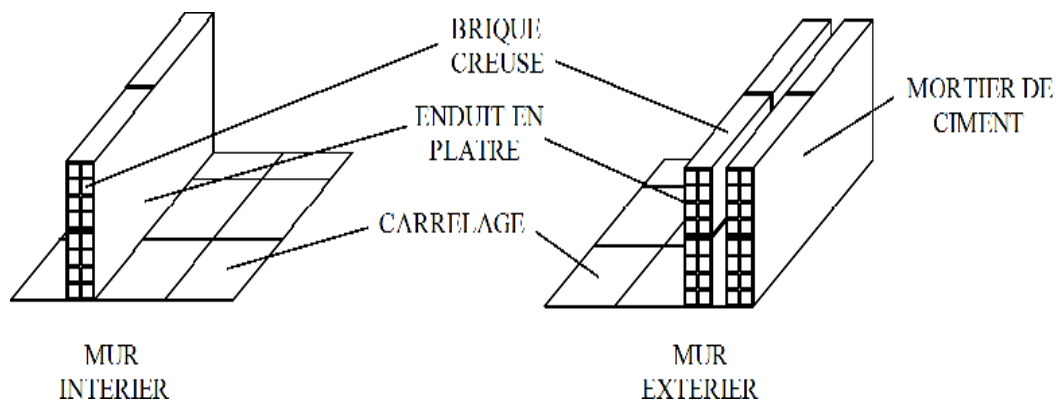 BRIQUE
CREUSE
MORTIER DE
CIMENT
ENDUIT EN
PLATRE
CARRELAGE
MUR
INTERIER
MUR
EXTERIER